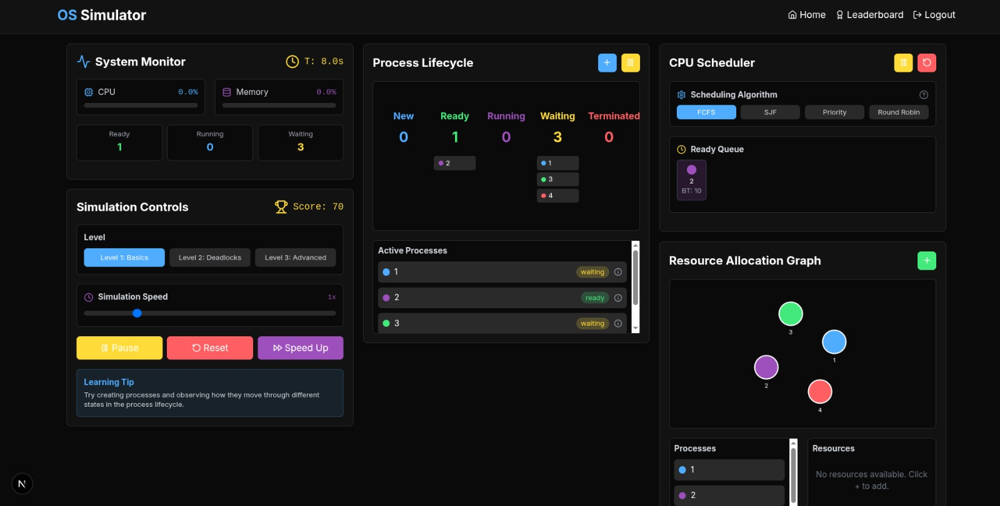 OS Simulator
Home
Leaderboard
Logout
System Monitor
T: 8.0s
CPU
0.0%
Memory
0.0%
Ready
1
Running
0
Waiting
3
Simulation Controls
Score: 70
Level
Level 1: Basics
Level 2: Deadlocks
Level 3: Advanced
Simulation Speed
1x
Pause
Reset
Speed Up
Learning Tip
Try creating processes and observing how they move through different
states in the process lifecycle.
N
Process Lifecycle
New
0
Ready
1
2
Running
0
Waiting
3
1
3
4
Terminated
0
Active Processes
1
waiting
2
ready
3
waiting
CPU Scheduler
Scheduling Algorithm
FCFS
SJF
Priority
Round Robin
Ready Queue
2
BT: 10
Resource Allocation Graph
3
1
2
4
Processes
1
2
Resources
No resources available. Click
+ to add.